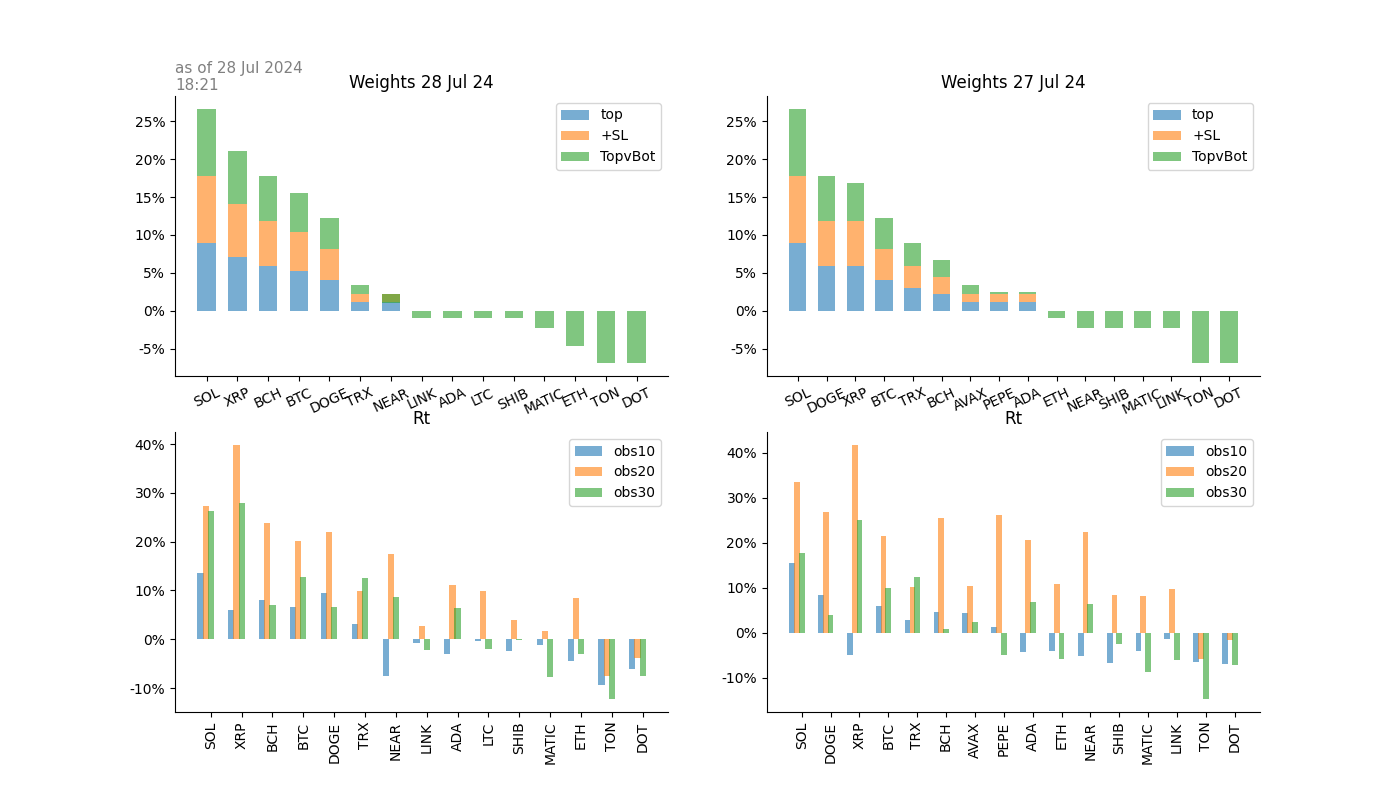 as of 28 Jul 2024
18:21
Weights 28 Jul 24
25%
20%
15%
10%
5%
0%
-5%
top
+SL
TopvBot
SOL XRP BCH BTC DOGE TRX NEAR LINK ADA LTC SHIB MATIC ETH TON DOT
Weights 27 Jul 24
25%
20%
15%
10%
5%
0%
-5%
top
+SL
TopvBot
SOL DOGE XRP BTC TRX BCH AVAX PEPE ADA ETH NEAR SHIB MATIC LINK TON DOT
Rt
40%
30%
20%
10%
0%
-10%
obs10
obs20
obs30
SOL XRP BCH BTC DOGE TRX NEAR LINK ADA LTC SHIB MATIC ETH TON DOT
Rt
40%
30%
20%
10%
0%
-10%
obs10
obs20
obs30
SOL DOGE XRP BTC TRX BCH AVAX PEPE ADA ETH NEAR SHIB MATIC LINK TON DOT